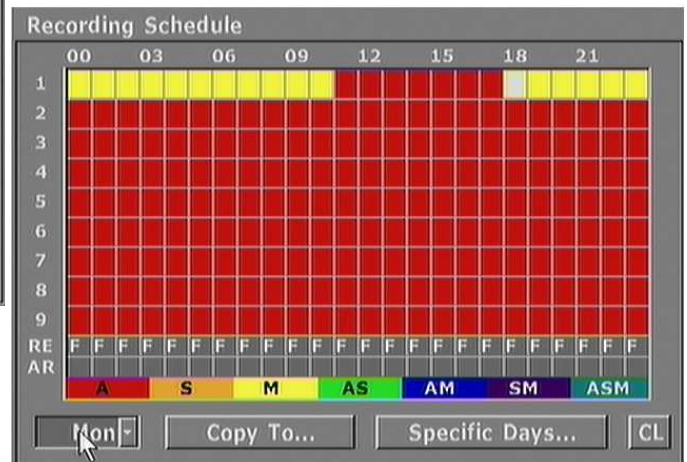 Recording Schedule
00 03 06 09 12 15 18 21
1
2
3
4
5
6
7
8
9
RE F F F F F F F F F F F F F F F F F F F F F F F F
AR
A S M AS AM SM ASM
Mon Copy To... Specific Days... CL